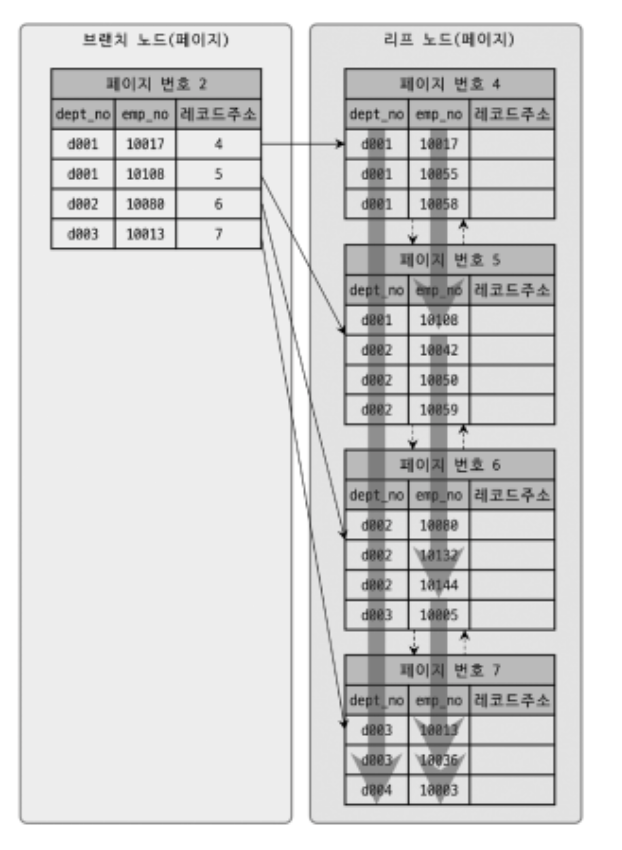 브랜치 노드(페이지)
페이지 번호 2
dept_no emp_no 레코드주소
d001 10017 4
d001 10108 5
d002 10080 6
d003 10013 7
리프 노드(페이지)
페이지 번호 4
dept_no emp_no 레코드주소
d001 10017
d001 10055
d001 10058
페이지 번호 5
dept_no emp_no 레코드주소
d001 10108
d002 10042
d002 10050
d002 10059
페이지 번호 6
dept_no emp_no 레코드주소
d002 10080
d002 10132
d002 10144
d003 10005
페이지 번호 7
dept_no emp_no 레코드주소
d003 10013
d003 10036
d004 10003